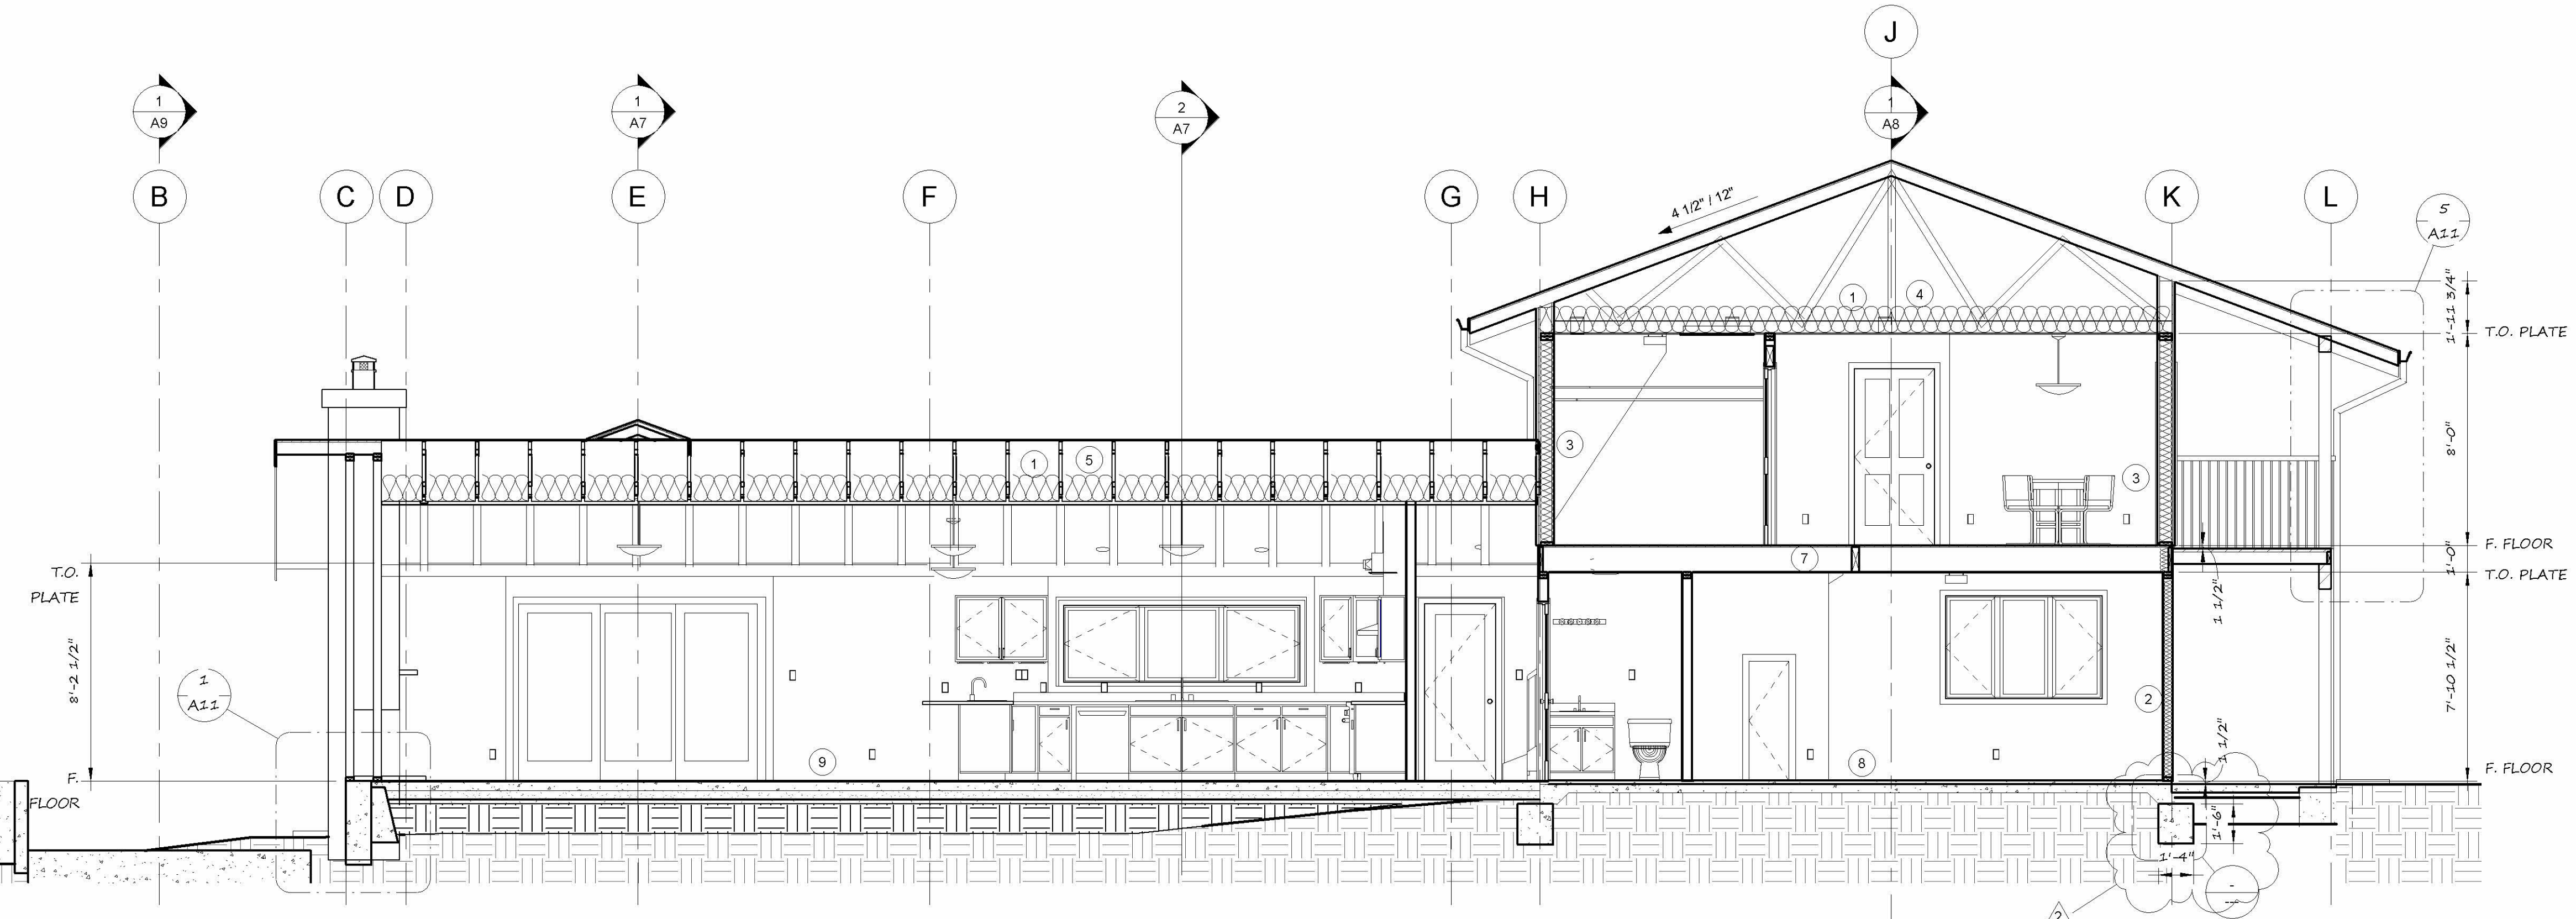 J
1
A9
1
A7
2
A7
1
A8
B
C
D
E
F
G
H
K
L
4 1/2" / 12"
5
A11
1
4
1'-11 3/4"
T.O. PLATE
8'-0"
3
3
1
5
F. FLOOR
7
1'-0"
T.O. PLATE
1 1/2"
T.O.
PLATE
8'-2 1/2"
1
A11
F.
FLOOR
2
7'-10 1/2"
1 1/2"
9
8
F. FLOOR
1'-6"
1'-4"
-
--
2